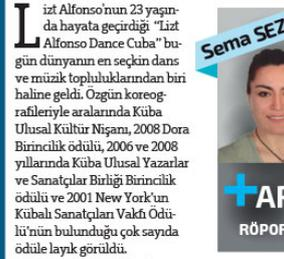 Lizt Alfonso'nun 23 yaşın-
da hayata geçirdiği “Lizt
Alfonso Dance Cuba” bu-
gün dünyanın en seçkin dans
ve müzik topluluklarından biri
haline geldi. Özgün koreog-
rafileriyle aralarında Küba
Ulusal Kültür Nişanı, 2008 Dora
Birincilik ödülü, 2006 ve 2008
yıllarında Küba Ulusal Yazarlar
ve Sanatçılar Birliği Birincilik
ödülü ve 2001 New York'un
Kübalı Sanatçıları Vakfı Ödü-
lü'nün bulunduğu çok sayıda
ödüle layık görüldü.
Sema SEZ
+AR
RÖPOR